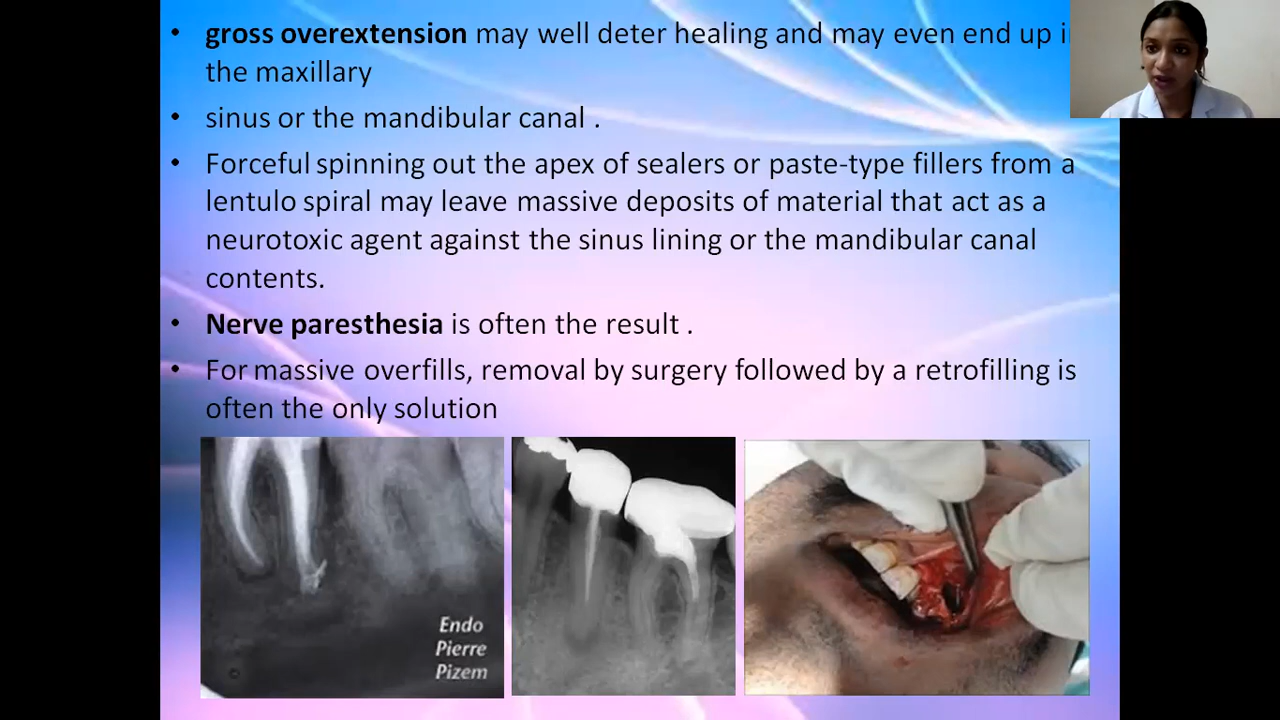 • gross overextension may well deter healing and may even end up
the maxillary
• sinus or the mandibular canal .
• Forceful spinning out the apex of sealers or paste-type fillers from a
lentulo spiral may leave massive deposits of material that act as a
neurotoxic agent against the sinus lining or the mandibular canal
contents.
• Nerve paresthesia is often the result .
• For massive overfills, removal by surgery followed by a retrofilling is
often the only solution
Endo
Pierre
Pizem